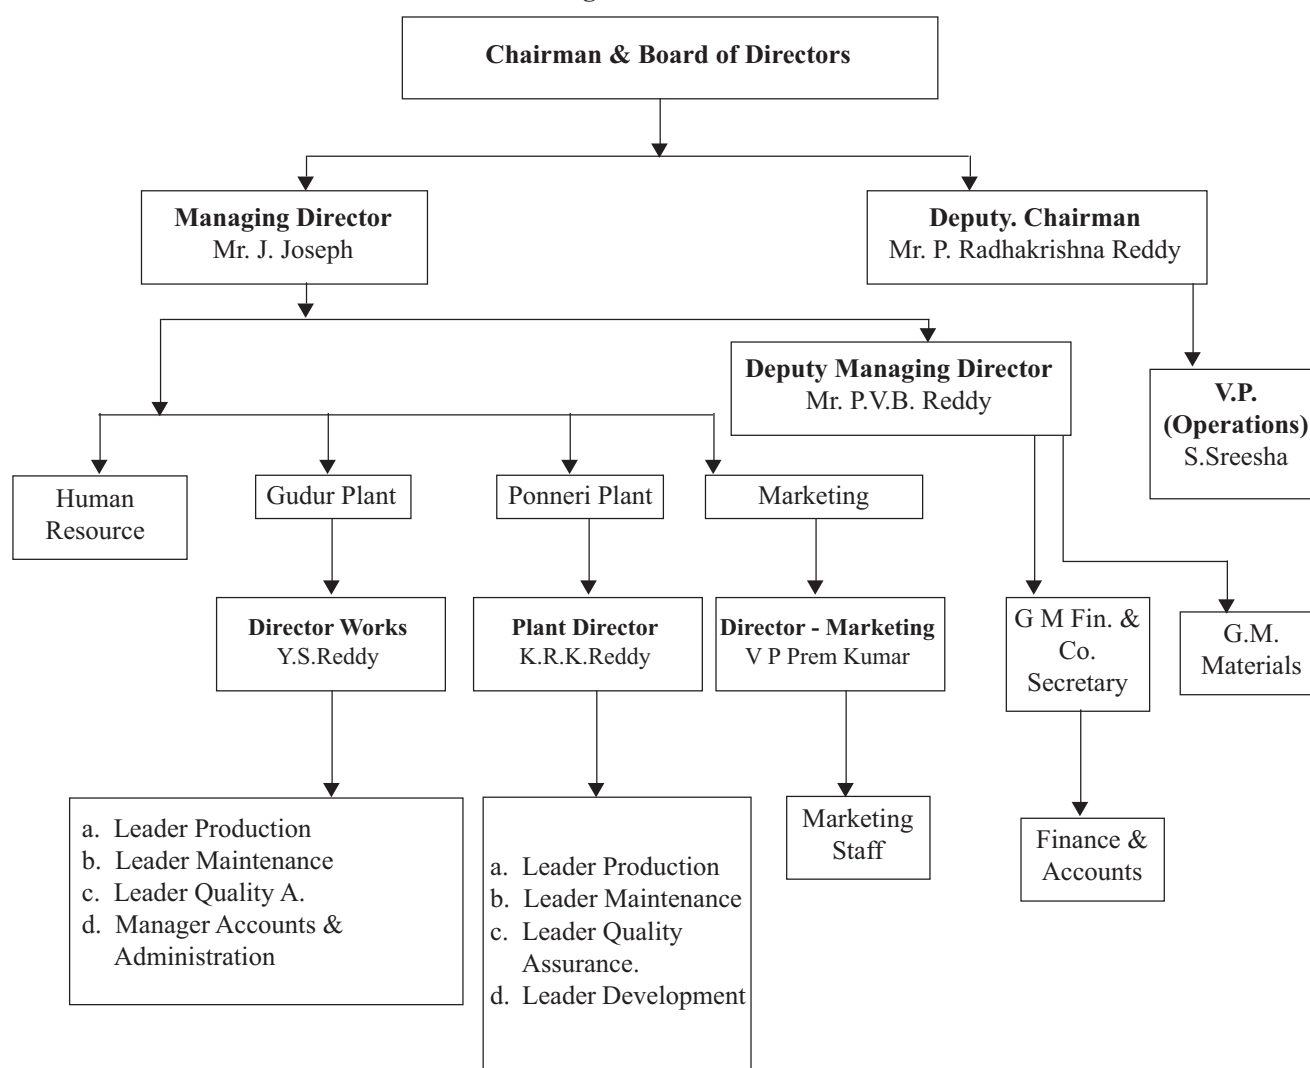 Chairman & Board of Directors
Managing Director
Mr. J. Joseph
Deputy. Chairman
Mr. P. Radhakrishna Reddy
Deputy Managing Director
Mr. P.V.B. Reddy
V.P.
(Operations)
S.Sreesha
Human
Resource
Gudur Plant
Ponneri Plant
Marketing
Director Works
Y.S.Reddy
Plant Director
K.R.K.Reddy
Director - Marketing
V P Prem Kumar
G M Fin. &
Co.
Secretary
G.M.
Materials
a. Leader Production
b. Leader Maintenance
c. Leader Quality A.
d. Manager Accounts &
Administration
a. Leader Production
b. Leader Maintenance
c. Leader Quality
Assurance.
d. Leader Development
Marketing
Staff
Finance &
Accounts